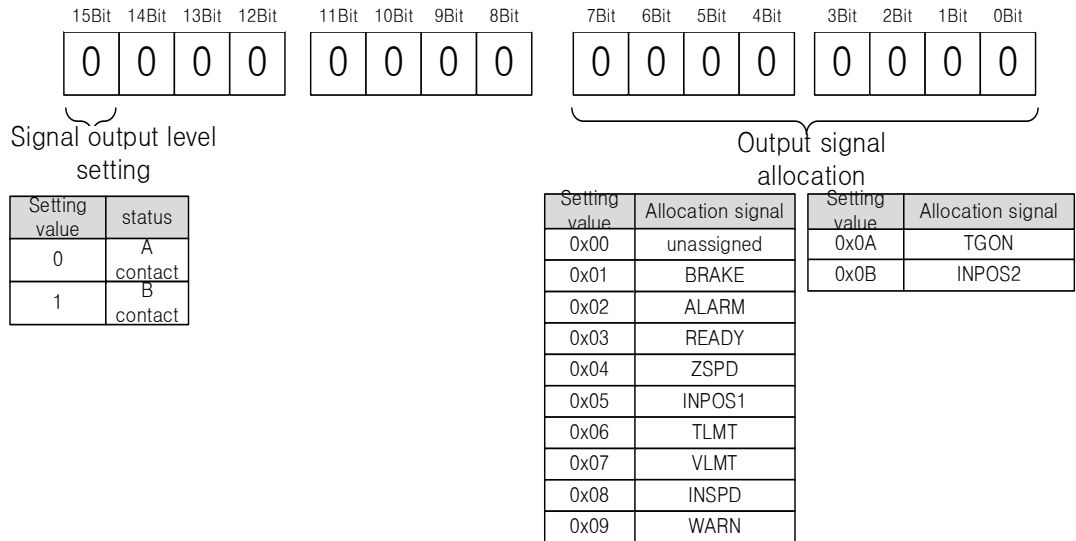 15Bit 14Bit 13Bit 12Bit 11Bit 10Bit 9Bit 8Bit 7Bit 6Bit 5Bit 4Bit 3Bit 2Bit 1Bit 0Bit
0 0 0 0 0 0 0 0 0 0 0 0 0 0 0 0
Signal output level
setting
Setting value status
0 A contact
1 B contact
Output signal
allocation
Setting value Allocation signal
0x00 unassigned
0x01 BRAKE
0x02 ALARM
0x03 READY
0x04 ZSPD
0x05 INPOS1
0x06 TLMT
0x07 VLMT
0x08 INSPD
0x09 WARN
Setting value Allocation signal
0x0A TGON
0x0B INPOS2